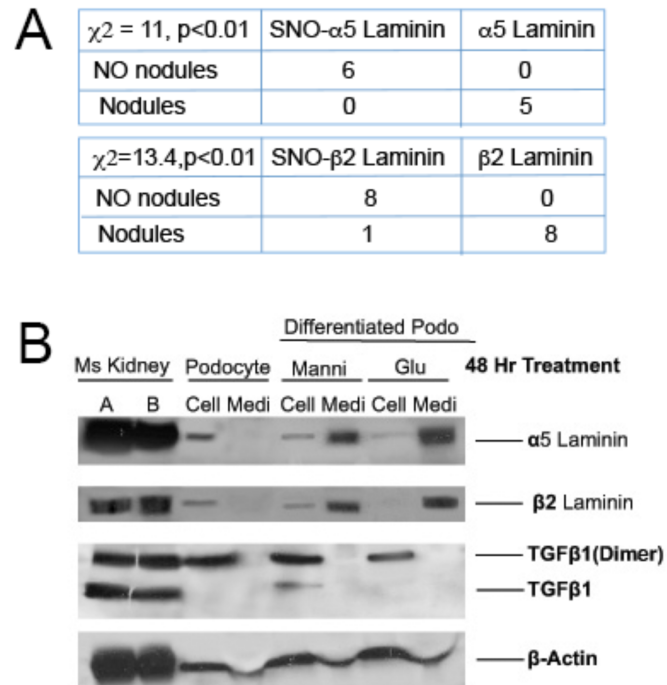 A
χ2 = 11, p<0.01 SNO-α5 Laminin α5 Laminin
NO nodules 6 0
Nodules 0 5
χ2=13.4,p<0.01 SNO-β2 Laminin β2 Laminin
NO nodules 8 0
Nodules 1 8
B
Differentiated Podo
Ms Kidney Podocyte Manni Glu 48 Hr Treatment
A B Cell Medi Cell Medi Cell Medi
α5 Laminin
β2 Laminin
TGFβ1(Dimer)
TGFβ1
β-Actin